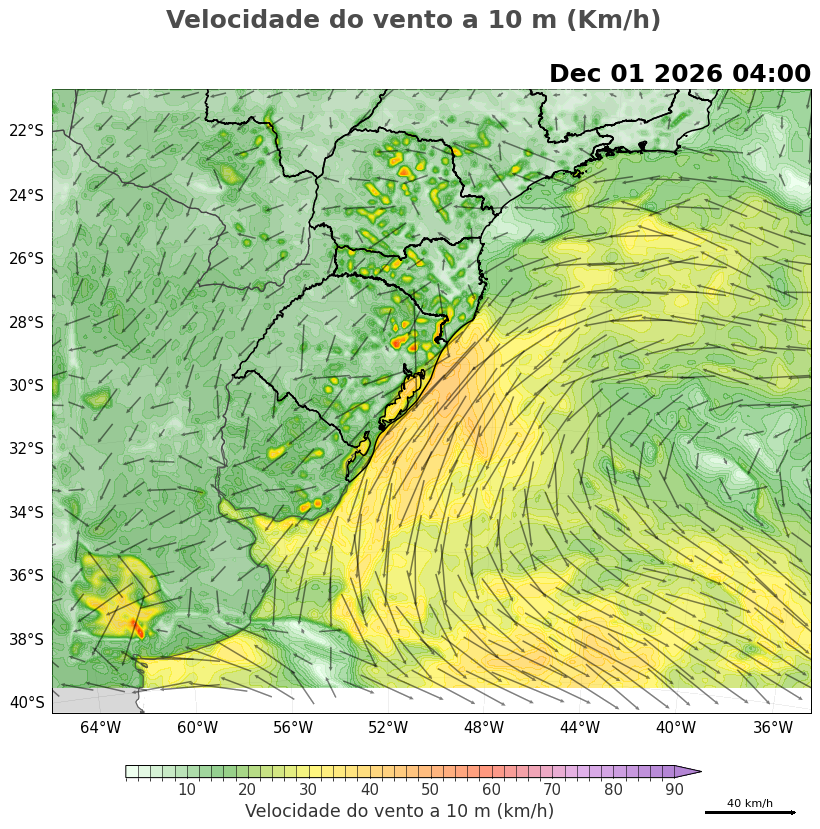 Velocidade do vento a 10 m (Km/h)
Dec 01 2026 04:00
22°S
24°S
26°S
28°S
30°S
32°S
34°S
36°S
38°S
40°S
64°W 60°W 56°W 52°W 48°W 44°W 40°W 36°W
10 20 30 40 50 60 70 80 90
Velocidade do vento a 10 m (km/h)
40 km/h